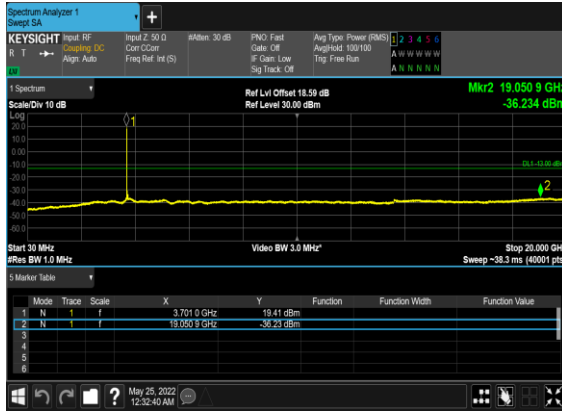 Spectrum Analyzer 1
Swept SA
+
KEYSIGHT Input: RF Input Z: 50 Ω #Atten: 30 dB PNO: Fast Avg Type: Power (RMS) 1 2 3 4 5 6
R T Coupling: DC Corr CCorr Gate: Off Avg|Hold: 100/100 A W W W W W
Align: Auto Freq Ref: Int (S) IF Gain: Low Trig: Free Run
LU Sig Track: Off A N N N N N
1 Spectrum Ref Lvl Offset 18.59 dB Mkr2 19.050 9 GHz
Scale/Div 10 dB Ref Level 30.00 dBm -36.234 dBm
Log
20.0
10.0
0.00
-10.0
-20.0
-30.0
-40.0
-50.0
-60.0
1
DL1 -13.00 dBm
2
Start 30 MHz Video BW 3.0 MHz* Stop 20.000 GHz
#Res BW 1.0 MHz Sweep ~38.3 ms (40001 pts)
5 Marker Table
Mode Trace Scale X Y Function Function Width Function Value
1 N 1 f 3.701 0 GHz 19.41 dBm
2 N 1 f 19.050 9 GHz -36.23 dBm
3
4
5
6
? May 25, 2022
12:32:40 AM